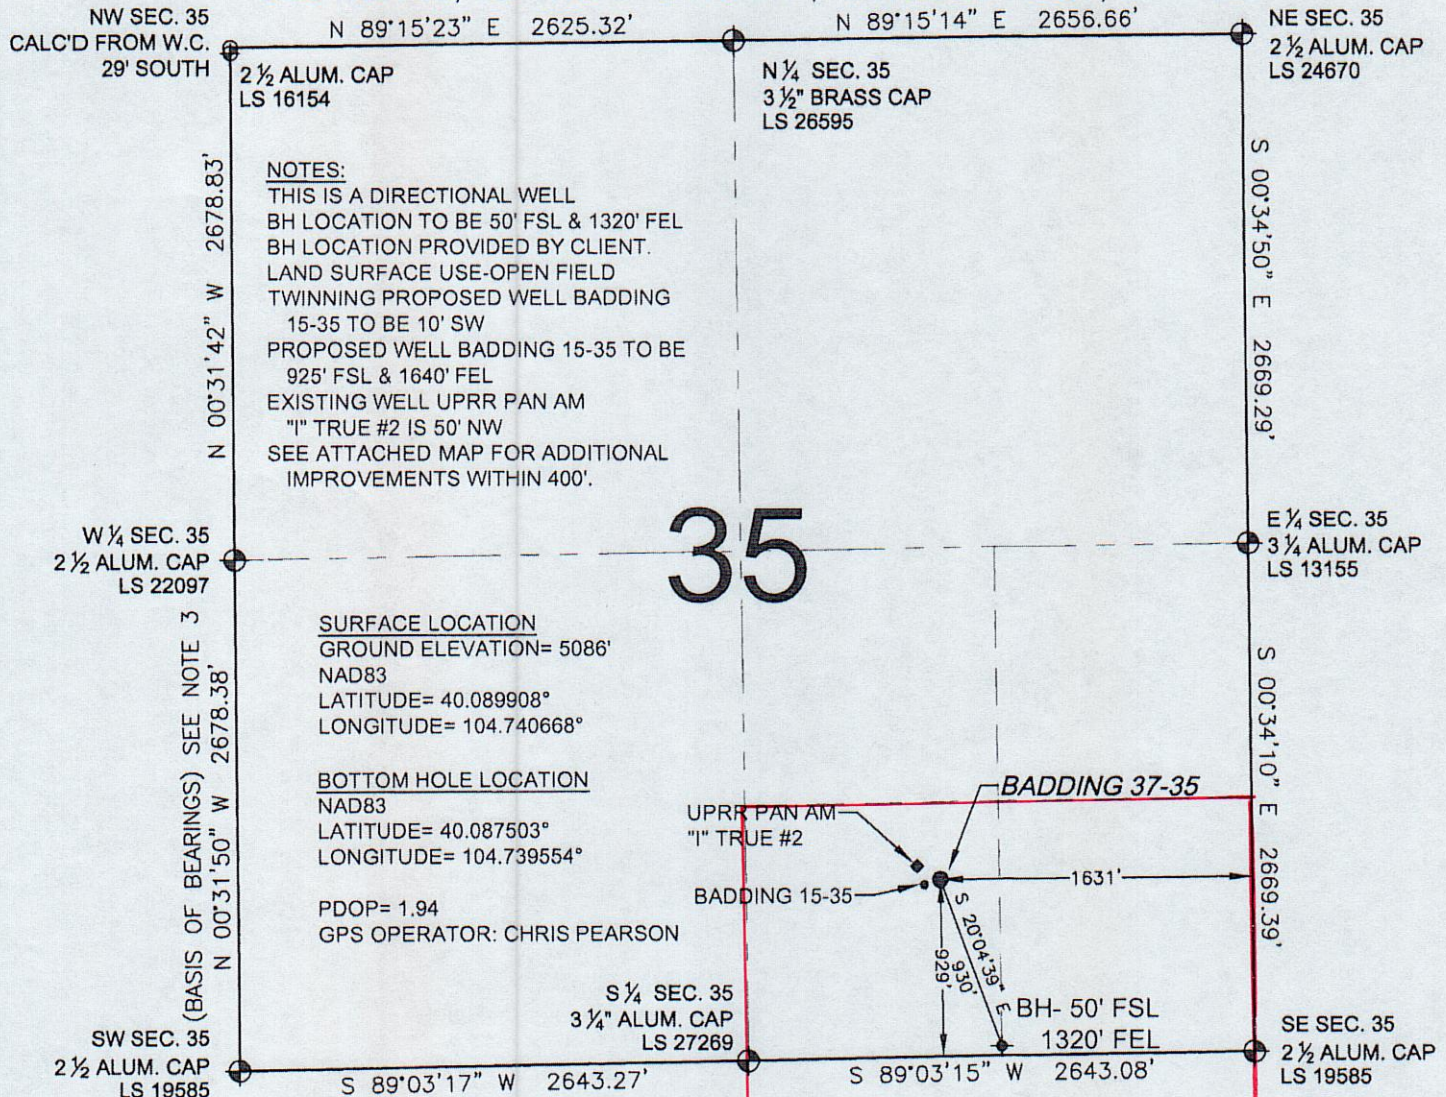 N 89°15'23" E 2625.32'
N 89°15'14" E 2656.66'
NW SEC. 35
CALC'D FROM W.C.
29' SOUTH
2 ½ ALUM. CAP
LS 16154
N ¼ SEC. 35
3 ½" BRASS CAP
LS 26595
NE SEC. 35
2 ½ ALUM. CAP
LS 24670
N 00°31'42" W 2678.83'
S 00°34'50" E 2669.29'
NOTES:
THIS IS A DIRECTIONAL WELL
BH LOCATION TO BE 50' FSL & 1320' FEL
BH LOCATION PROVIDED BY CLIENT.
LAND SURFACE USE-OPEN FIELD
TWINNING PROPOSED WELL BADDING
15-35 TO BE 10' SW
PROPOSED WELL BADDING 15-35 TO BE
925' FSL & 1640' FEL
EXISTING WELL UPRR PAN AM
"I" TRUE #2 IS 50' NW
SEE ATTACHED MAP FOR ADDITIONAL
IMPROVEMENTS WITHIN 400'.
35
W ¼ SEC. 35
2 ½ ALUM. CAP
LS 22097
E ¼ SEC. 35
3 ¼ ALUM. CAP
LS 13155
(BASIS OF BEARINGS) SEE NOTE 3
N 00°31'50" W 2678.38'
SURFACE LOCATION
GROUND ELEVATION= 5086'
NAD83
LATITUDE= 40.089908°
LONGITUDE= 104.740668°
BOTTOM HOLE LOCATION
NAD83
LATITUDE= 40.087503°
LONGITUDE= 104.739554°
PDOP= 1.94
GPS OPERATOR: CHRIS PEARSON
S 00°34'10" E 2669.39'
BADDING 37-35
UPRR PAN AM
"I" TRUE #2
BADDING 15-35
1631'
S 20°04'39" E
930'
929'
BH- 50' FSL
1320' FEL
S ¼ SEC. 35
3 ¼" ALUM. CAP
LS 27269
SW SEC. 35
2 ½ ALUM. CAP
LS 19585
SE SEC. 35
2 ½ ALUM. CAP
LS 19585
S 89°03'17" W 2643.27'
S 89°03'15" W 2643.08'